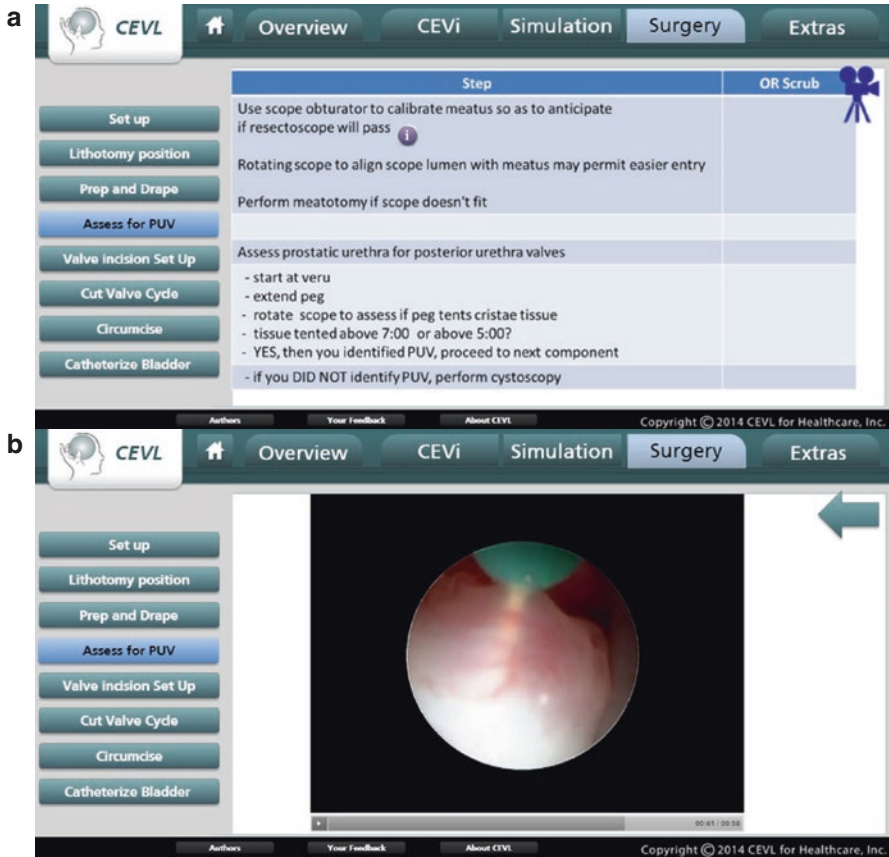 a
CEVL
Overview
CEVi
Simulation
Surgery
Extras
Set up
Lithotomy position
Prep and Drape
Assess for PUV
Valve incision Set Up
Cut Valve Cycle
Circumcise
Catheterize Bladder
Step
OR Scrub
Use scope obturator to calibrate meatus so as to anticipate
if resectoscope will pass i
Rotating scope to align scope lumen with meatus may permit easier entry
Perform meatotomy if scope doesn't fit
Assess prostatic urethra for posterior urethra valves
- start at veru
- extend peg
- rotate scope to assess if peg tents cristae tissue
- tissue tented above 7:00 or above 5:00?
- YES, then you identified PUV, proceed to next component
- if you DID NOT identify PUV, perform cystoscopy
Authors
Your Feedback
About CEVL
Copyright © 2014 CEVL for Healthcare, Inc.
b
CEVL
Overview
CEVi
Simulation
Surgery
Extras
Set up
Lithotomy position
Prep and Drape
Assess for PUV
Valve incision Set Up
Cut Valve Cycle
Circumcise
Catheterize Bladder
00:41 / 00:58
Authors
Your Feedback
About CEVL
Copyright © 2014 CEVL for Healthcare, Inc.